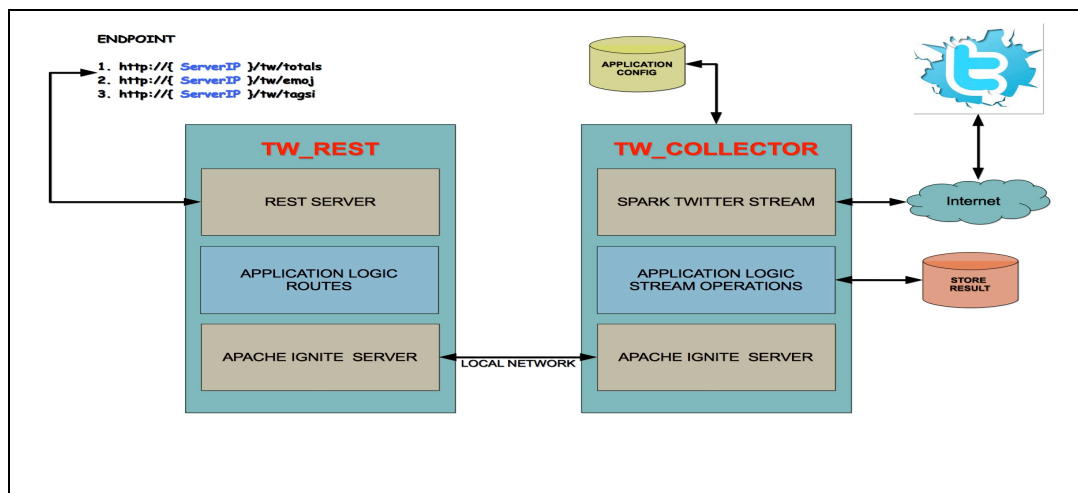 ENDPOINT
1. http://{ ServerIP }/tw/totals
2. http://{ ServerIP }/tw/emoj
3. http://{ ServerIP }/tw/tagsi
APPLICATION
CONFIG
TW_REST
REST SERVER
APPLICATION LOGIC
ROUTES
APACHE IGNITE SERVER
LOCAL NETWORK
TW_COLLECTOR
SPARK TWITTER STREAM
APPLICATION LOGIC
STREAM OPERATIONS
APACHE IGNITE SERVER
Internet
STORE
RESULT